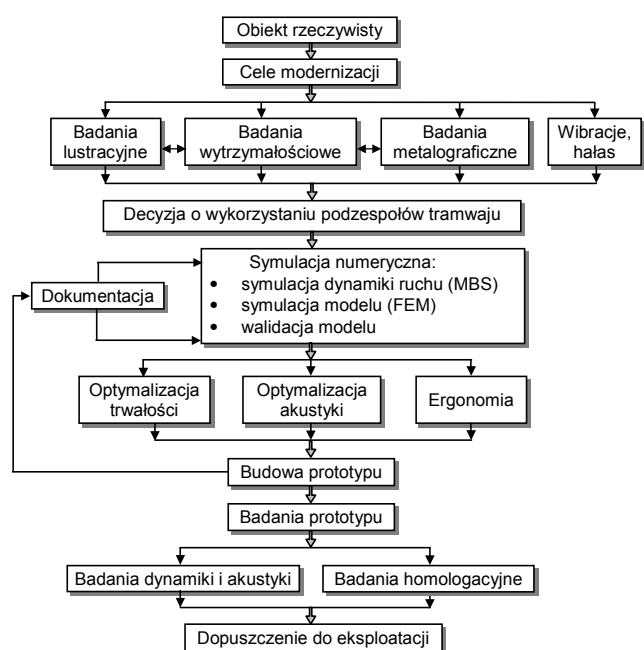 Obiekt rzeczywisty
Cele modernizacji
Badania
lustracyjne
Badania
wytrzymałościowe
Badania
metalograficzne
Wibracje,
hałas
Decyzja o wykorzystaniu podzespołów tramwaju
Dokumentacja
Symulacja numeryczna:
• symulacja dynamiki ruchu (MBS)
• symulacja modelu (FEM)
• walidacja modelu
Optymalizacja
trwałości
Optymalizacja
akustyki
Ergonomia
Budowa prototypu
Badania prototypu
Badania dynamiki i akustyki
Badania homologacyjne
Dopuszczenie do eksploatacji